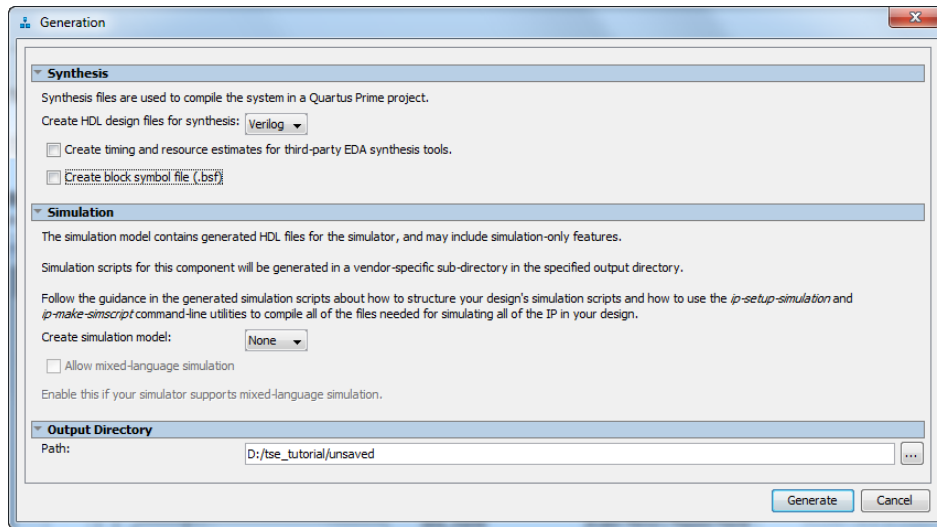 Generation
Synthesis
Synthesis files are used to compile the system in a Quartus Prime project.
Create HDL design files for synthesis: Verilog
Create timing and resource estimates for third-party EDA synthesis tools.
Create block symbol file (.bsf)
Simulation
The simulation model contains generated HDL files for the simulator, and may include simulation-only features.
Simulation scripts for this component will be generated in a vendor-specific sub-directory in the specified output directory.
Follow the guidance in the generated simulation scripts about how to structure your design's simulation scripts and how to use the ip-setup-simulation and
ip-make-simscript command-line utilities to compile all of the files needed for simulating all of the IP in your design.
Create simulation model: None
Allow mixed-language simulation
Enable this if your simulator supports mixed-language simulation.
Output Directory
Path: D:/tse_tutorial/unsaved ...
Generate Cancel